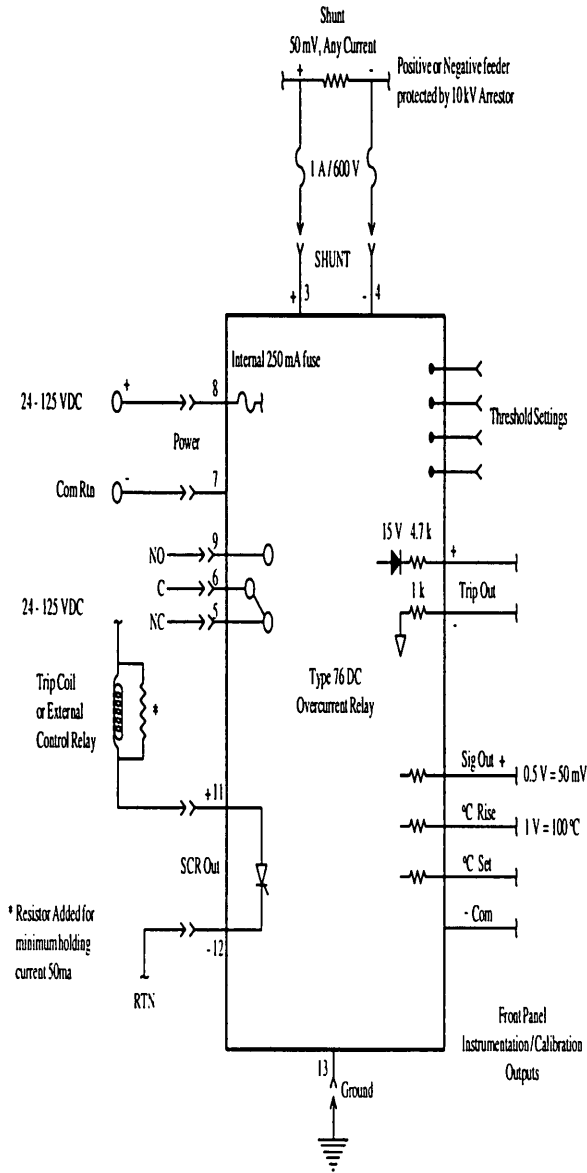 Shunt
50 mV, Any Current
+
-
Positive or Negative feeder
protected by 10 kV Arrestor
1 A / 600 V
SHUNT
+
3
-
4
Internal 250 mA fuse
24 - 125 VDC
+
8
Power
Threshold Settings
Com Rtn
-
7
NO
9
C
6
NC
5
15 V
4.7 k
+
1 k
Trip Out
-
24 - 125 VDC
Type 76 DC
Overcurrent Relay
Trip Coil
or External
Control Relay
*
Sig Out +
0.5 V = 50 mV
+11
°C Rise
1 V = 100 °C
SCR Out
°C Set
* Resistor Added for
minimum holding
current 50ma
- Com
-12
RTN
Front Panel
Instrumentation / Calibration
Outputs
13
Ground